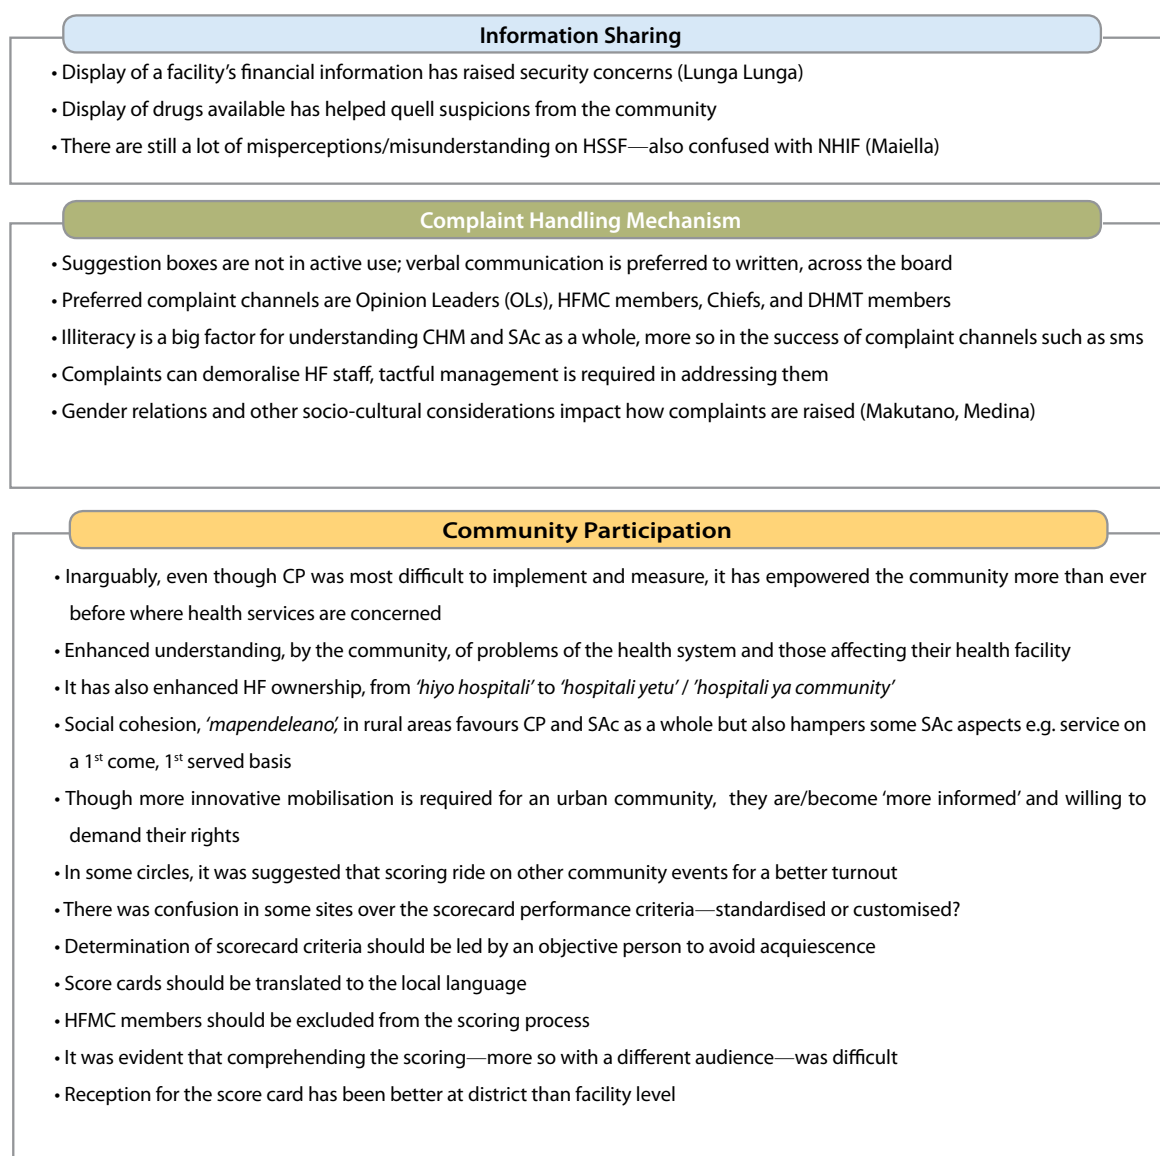 Information Sharing
• Display of a facility’s financial information has raised security concerns (Lunga Lunga)
• Display of drugs available has helped quell suspicions from the community
• There are still a lot of misperceptions/misunderstanding on HSSF—also confused with NHIF (Maiella)
Complaint Handling Mechanism
• Suggestion boxes are not in active use; verbal communication is preferred to written, across the board
• Preferred complaint channels are Opinion Leaders (OLs), HFMC members, Chiefs, and DHMT members
• Illiteracy is a big factor for understanding CHM and SAc as a whole, more so in the success of complaint channels such as sms
• Complaints can demoralise HF staff, tactful management is required in addressing them
• Gender relations and other socio-cultural considerations impact how complaints are raised (Makutano, Medina)
Community Participation
• Inarguably, even though CP was most difficult to implement and measure, it has empowered the community more than ever
before where health services are concerned
• Enhanced understanding, by the community, of problems of the health system and those affecting their health facility
• It has also enhanced HF ownership, from ‘hiyo hospitali’ to ‘hospitali yetu’ / ‘hospitali ya community’
• Social cohesion, ‘mapendeleano’, in rural areas favours CP and SAc as a whole but also hampers some SAc aspects e.g. service on
a 1st come, 1st served basis
• Though more innovative mobilisation is required for an urban community, they are/become ‘more informed’ and willing to
demand their rights
• In some circles, it was suggested that scoring ride on other community events for a better turnout
• There was confusion in some sites over the scorecard performance criteria—standardised or customised?
• Determination of scorecard criteria should be led by an objective person to avoid acquiescence
• Score cards should be translated to the local language
• HFMC members should be excluded from the scoring process
• It was evident that comprehending the scoring—more so with a different audience—was difficult
• Reception for the score card has been better at district than facility level